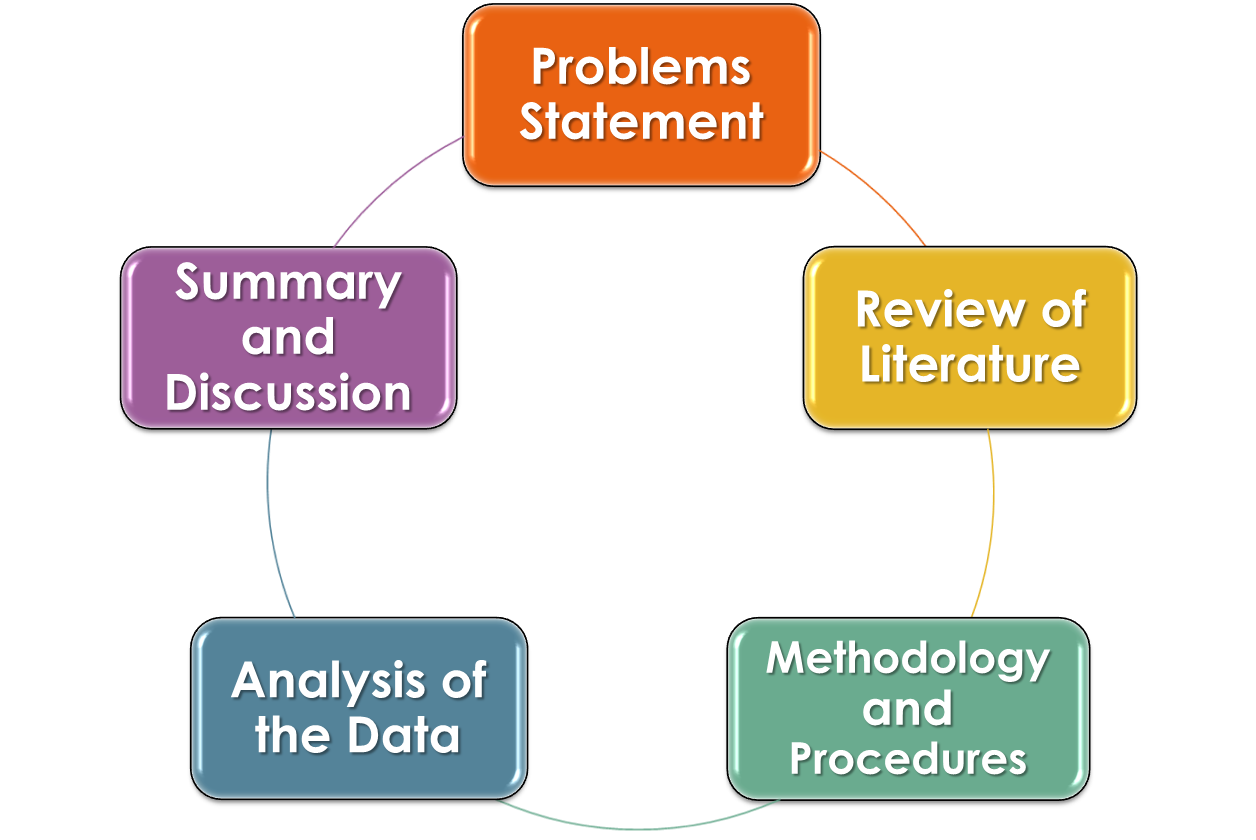 Problems
Statement
Review of
Literature
Methodology
and
Procedures
Analysis of
the Data
Summary
and
Discussion